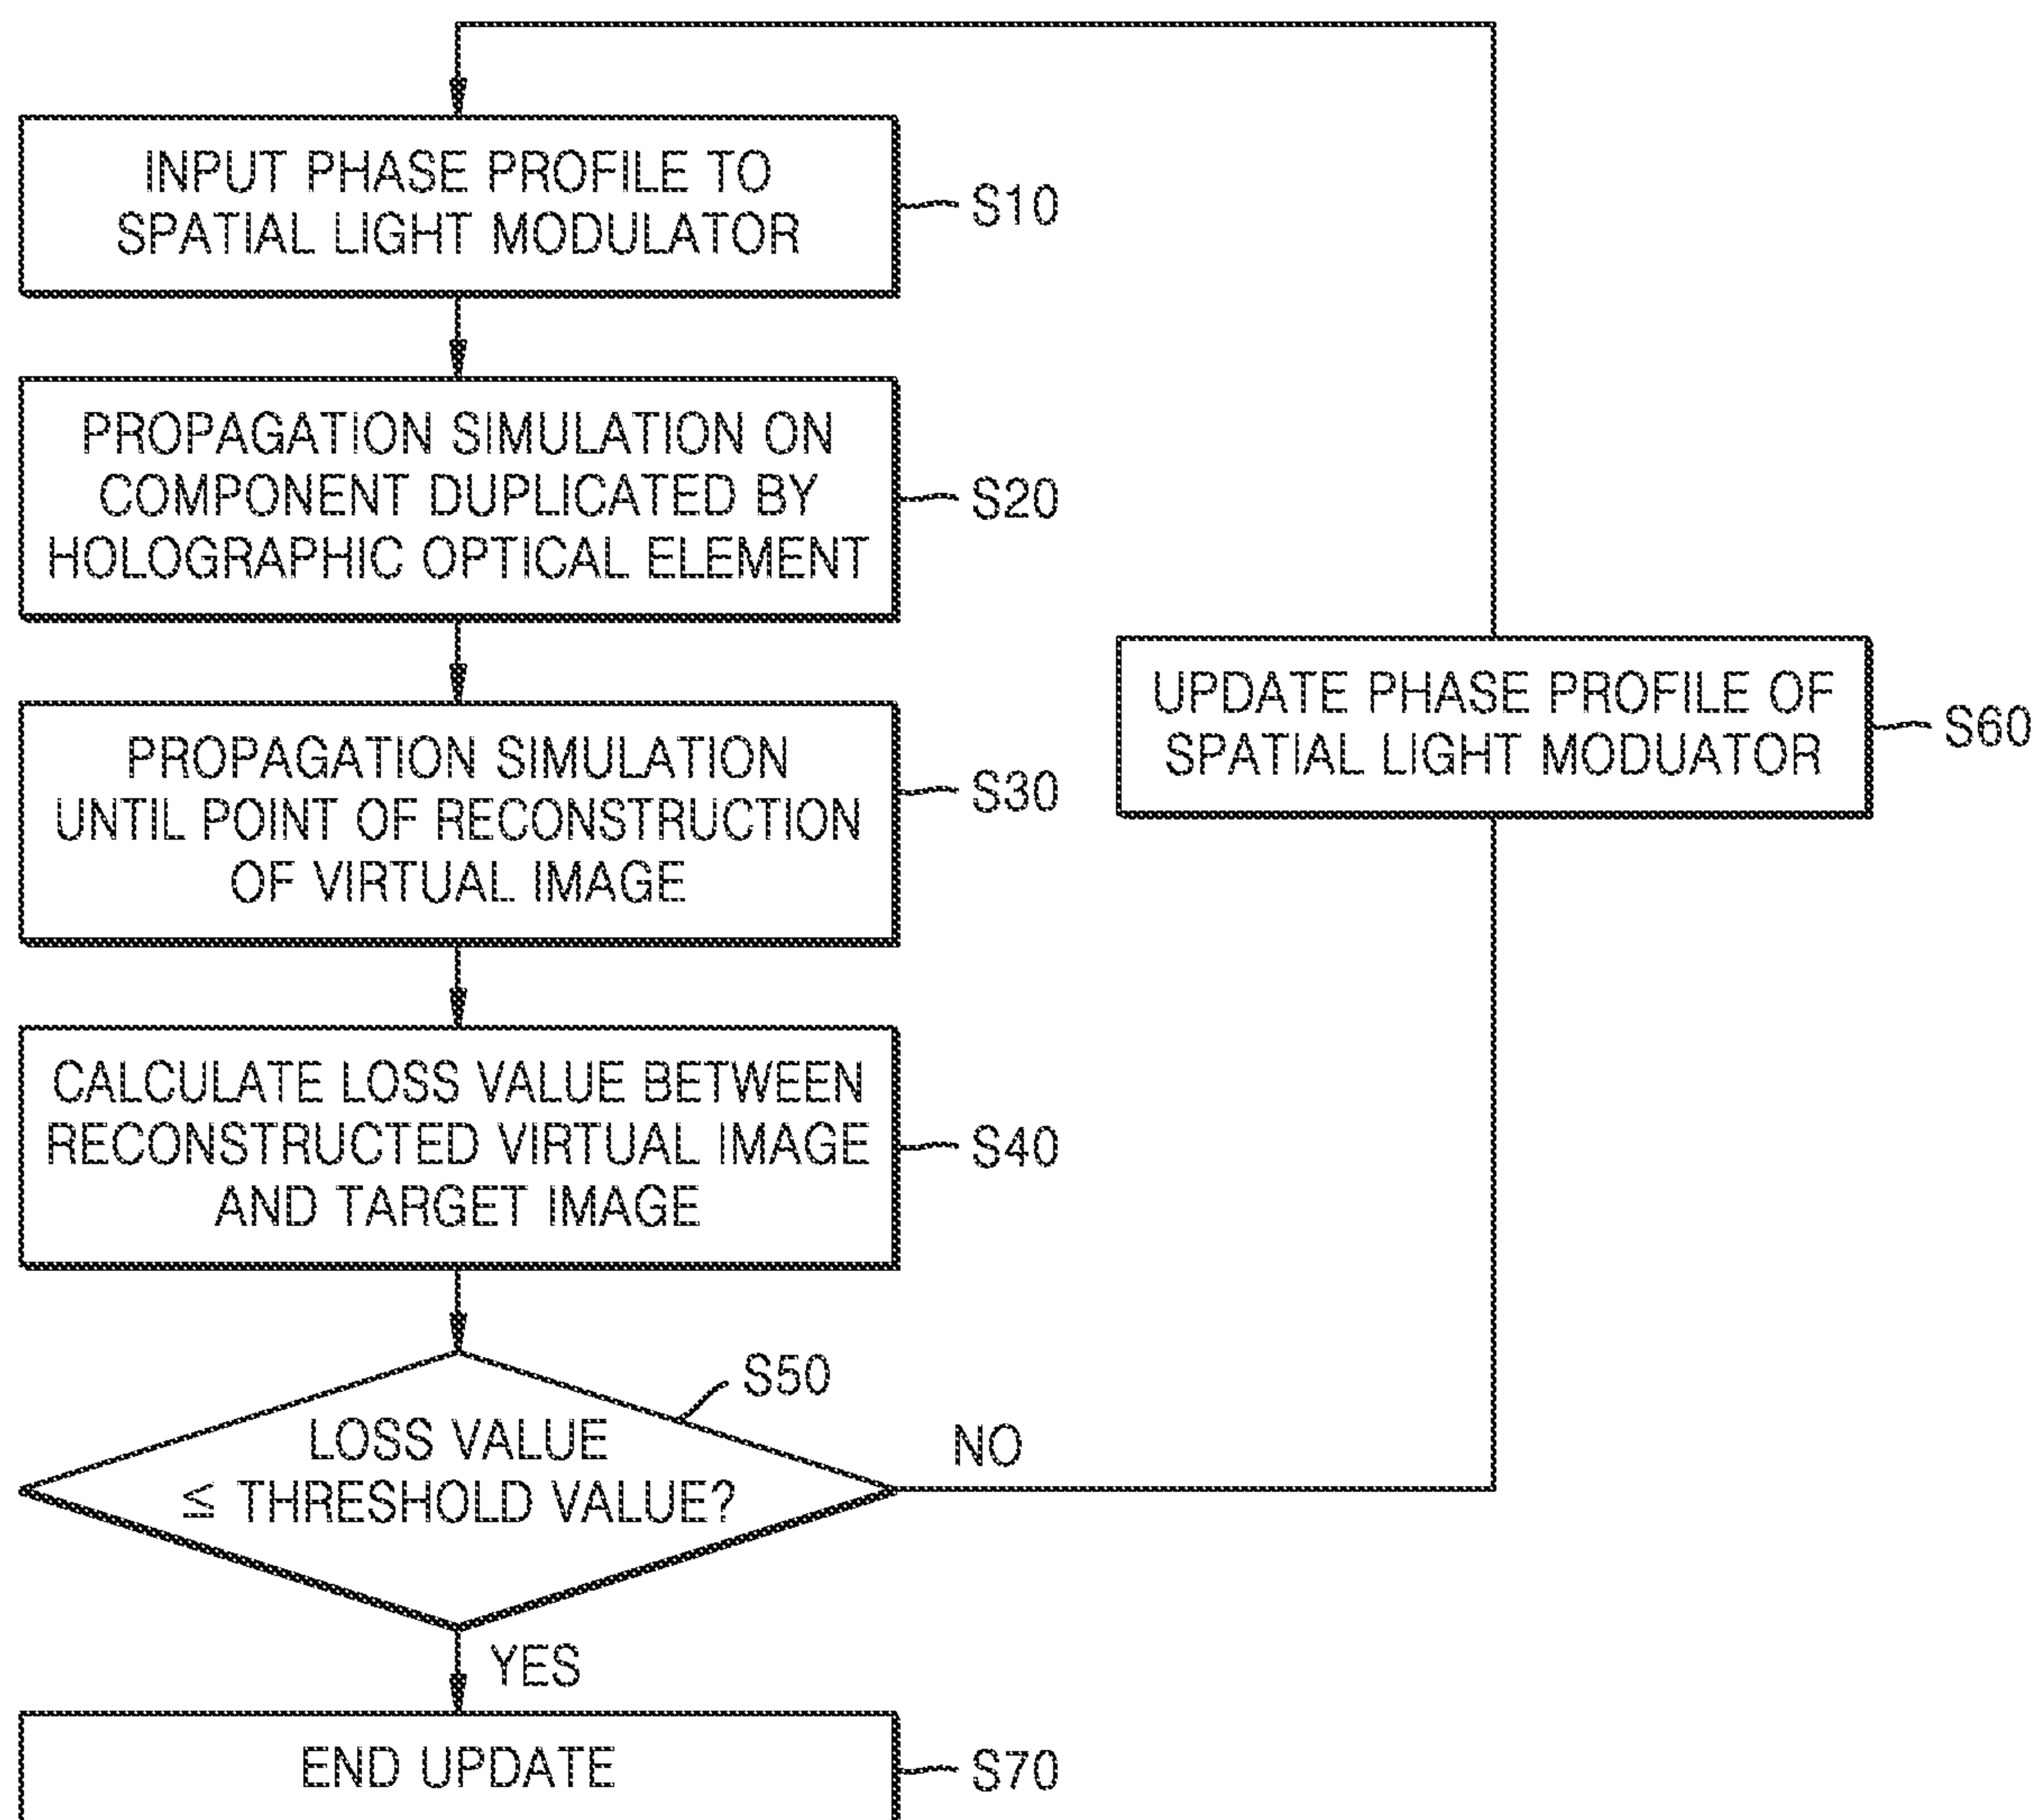 INPUT PHASE PROFILE TO
SPATIAL LIGHT MODULATOR
S10
PROPAGATION SIMULATION ON
COMPONENT DUPLICATED BY
HOLOGRAPHIC OPTICAL ELEMENT
S20
PROPAGATION SIMULATION
UNTIL POINT OF RECONSTRUCTION
OF VIRTUAL IMAGE
S30
UPDATE PHASE PROFILE OF
SPATIAL LIGHT MODUATOR
S60
CALCULATE LOSS VALUE BETWEEN
RECONSTRUCTED VIRTUAL IMAGE
AND TARGET IMAGE
S40
S50
LOSS VALUE
≤ THRESHOLD VALUE?
NO
YES
END UPDATE
S70